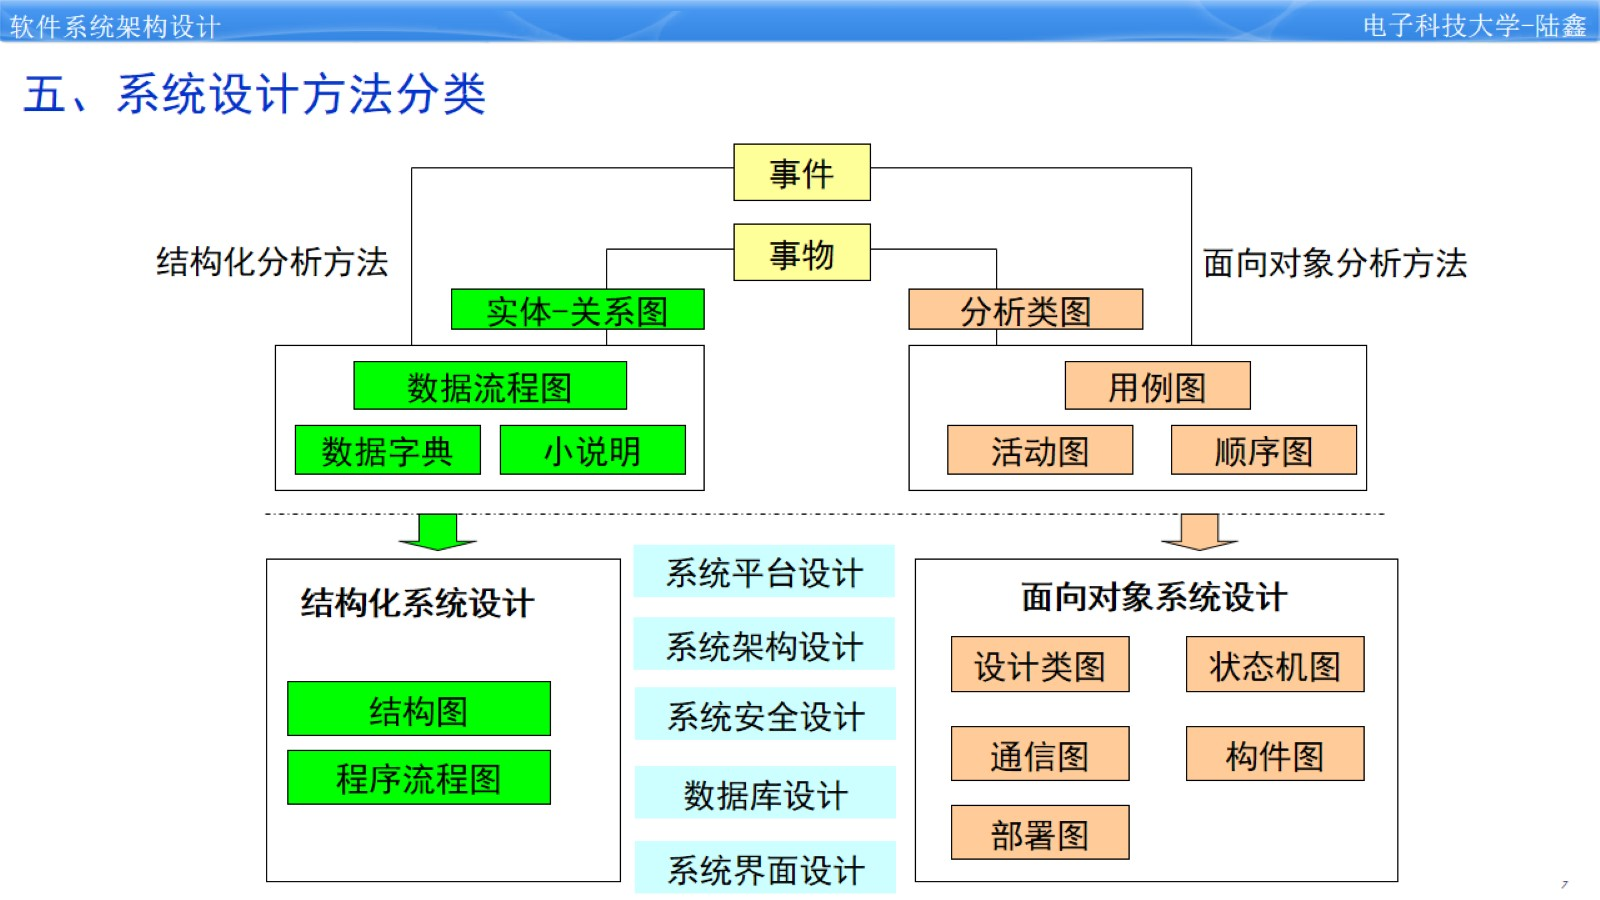 软件系统架构设计
电子科技大学-陆鑫
五、系统设计方法分类
事件
事物
结构化分析方法
面向对象分析方法
实体-关系图
分析类图
数据流程图
用例图
数据字典
小说明
活动图
顺序图
结构化系统设计
结构图
程序流程图
系统平台设计
系统架构设计
系统安全设计
数据库设计
系统界面设计
面向对象系统设计
设计类图
状态机图
通信图
构件图
部署图
7